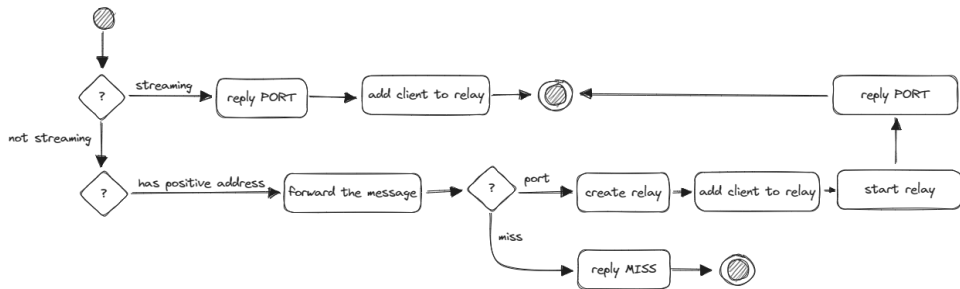 ?
streaming
reply PORT
add client to relay
reply PORT
not streaming
?
has positive address
forward the message
?
port
create relay
add client to relay
start relay
miss
reply MISS